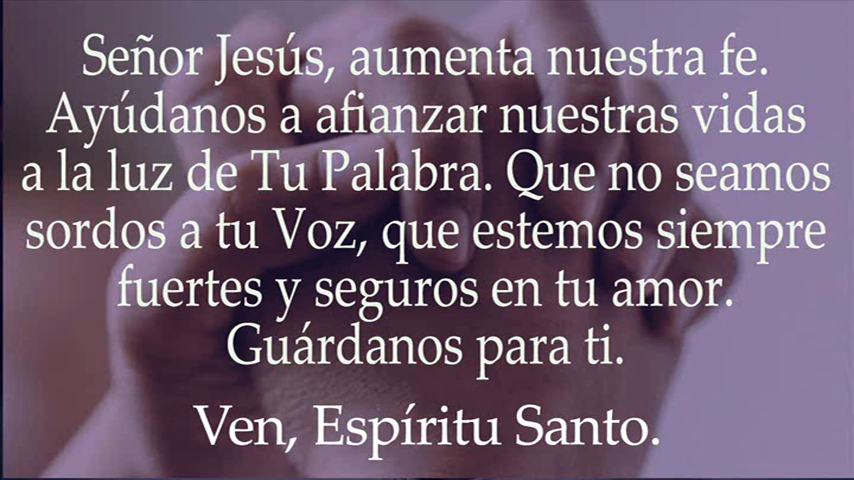 Señor Jesús, aumenta nuestra fe.
Ayúdanos a afianzar nuestras vidas
a la luz de Tu Palabra. Que no seamos
sordos a tu Voz, que estemos siempre
fuertes y seguros en tu amor.
Guárdanos para ti.
Ven, Espíritu Santo.